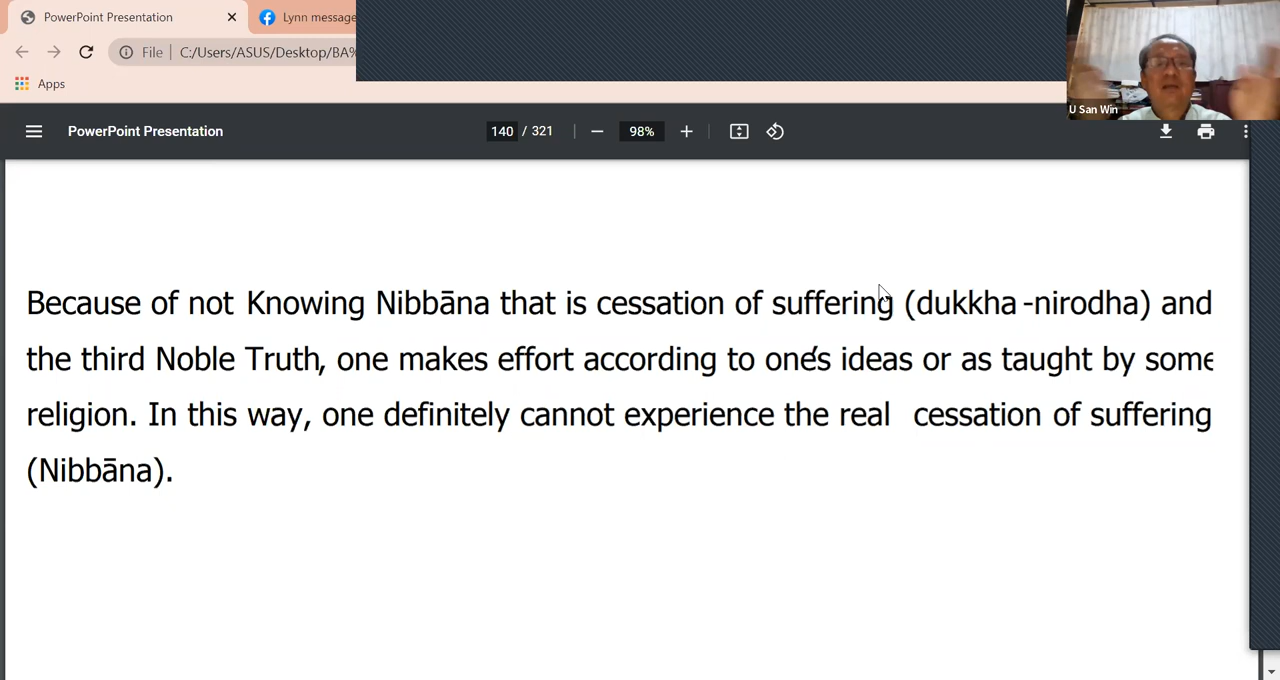 PowerPoint Presentation
Lynn message
File
C:/Users/ASUS/Desktop/BA%
Apps
U San Win
PowerPoint Presentation
140 / 321
98%
Because of not Knowing Nibbāna that is cessation of suffering (dukkha -nirodha) and
the third Noble Truth, one makes effort according to one's ideas or as taught by some
religion. In this way, one definitely cannot experience the real cessation of suffering
(Nibbāna).